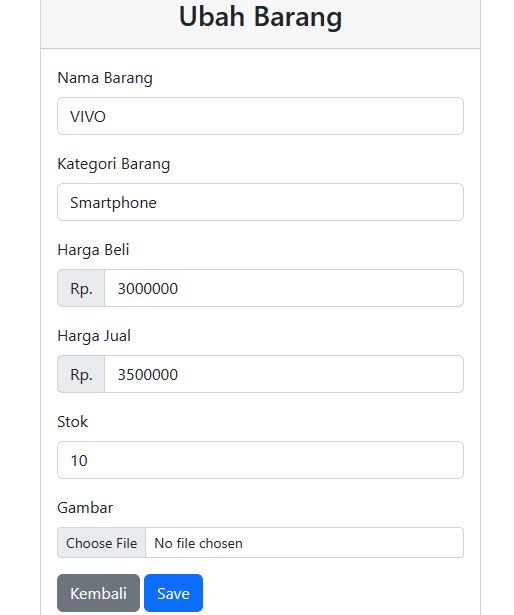 Ubah Barang
Nama Barang
VIVO
Kategori Barang
Smartphone
Harga Beli
Rp. 3000000
Harga Jual
Rp. 3500000
Stok
10
Gambar
Choose File No file chosen
Kembali Save